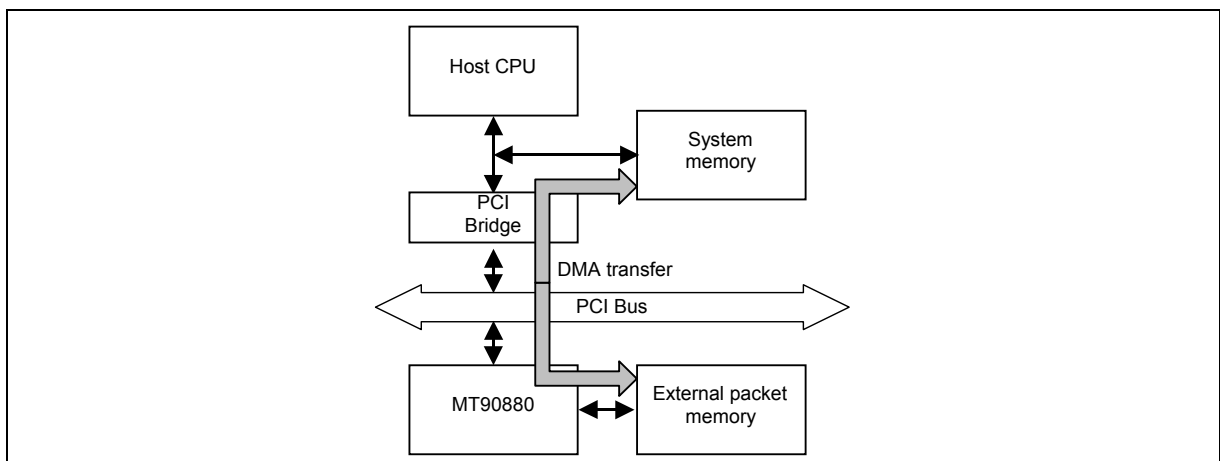 Host CPU
System
memory
PCI
Bridge
DMA transfer
PCI Bus
MT90880
External packet
memory